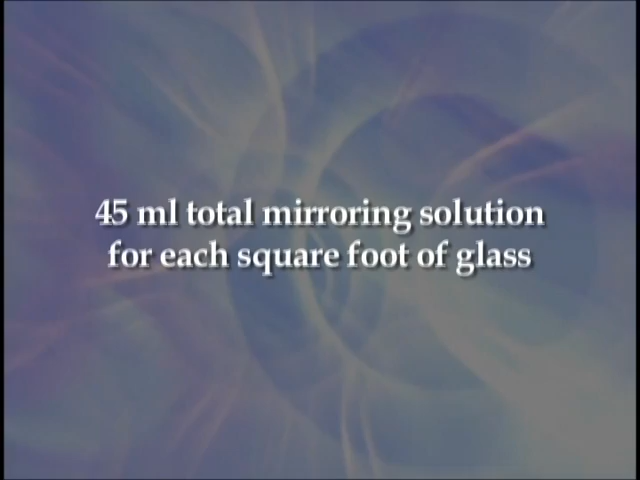 45 ml total mirroring solution
for each square foot of glass